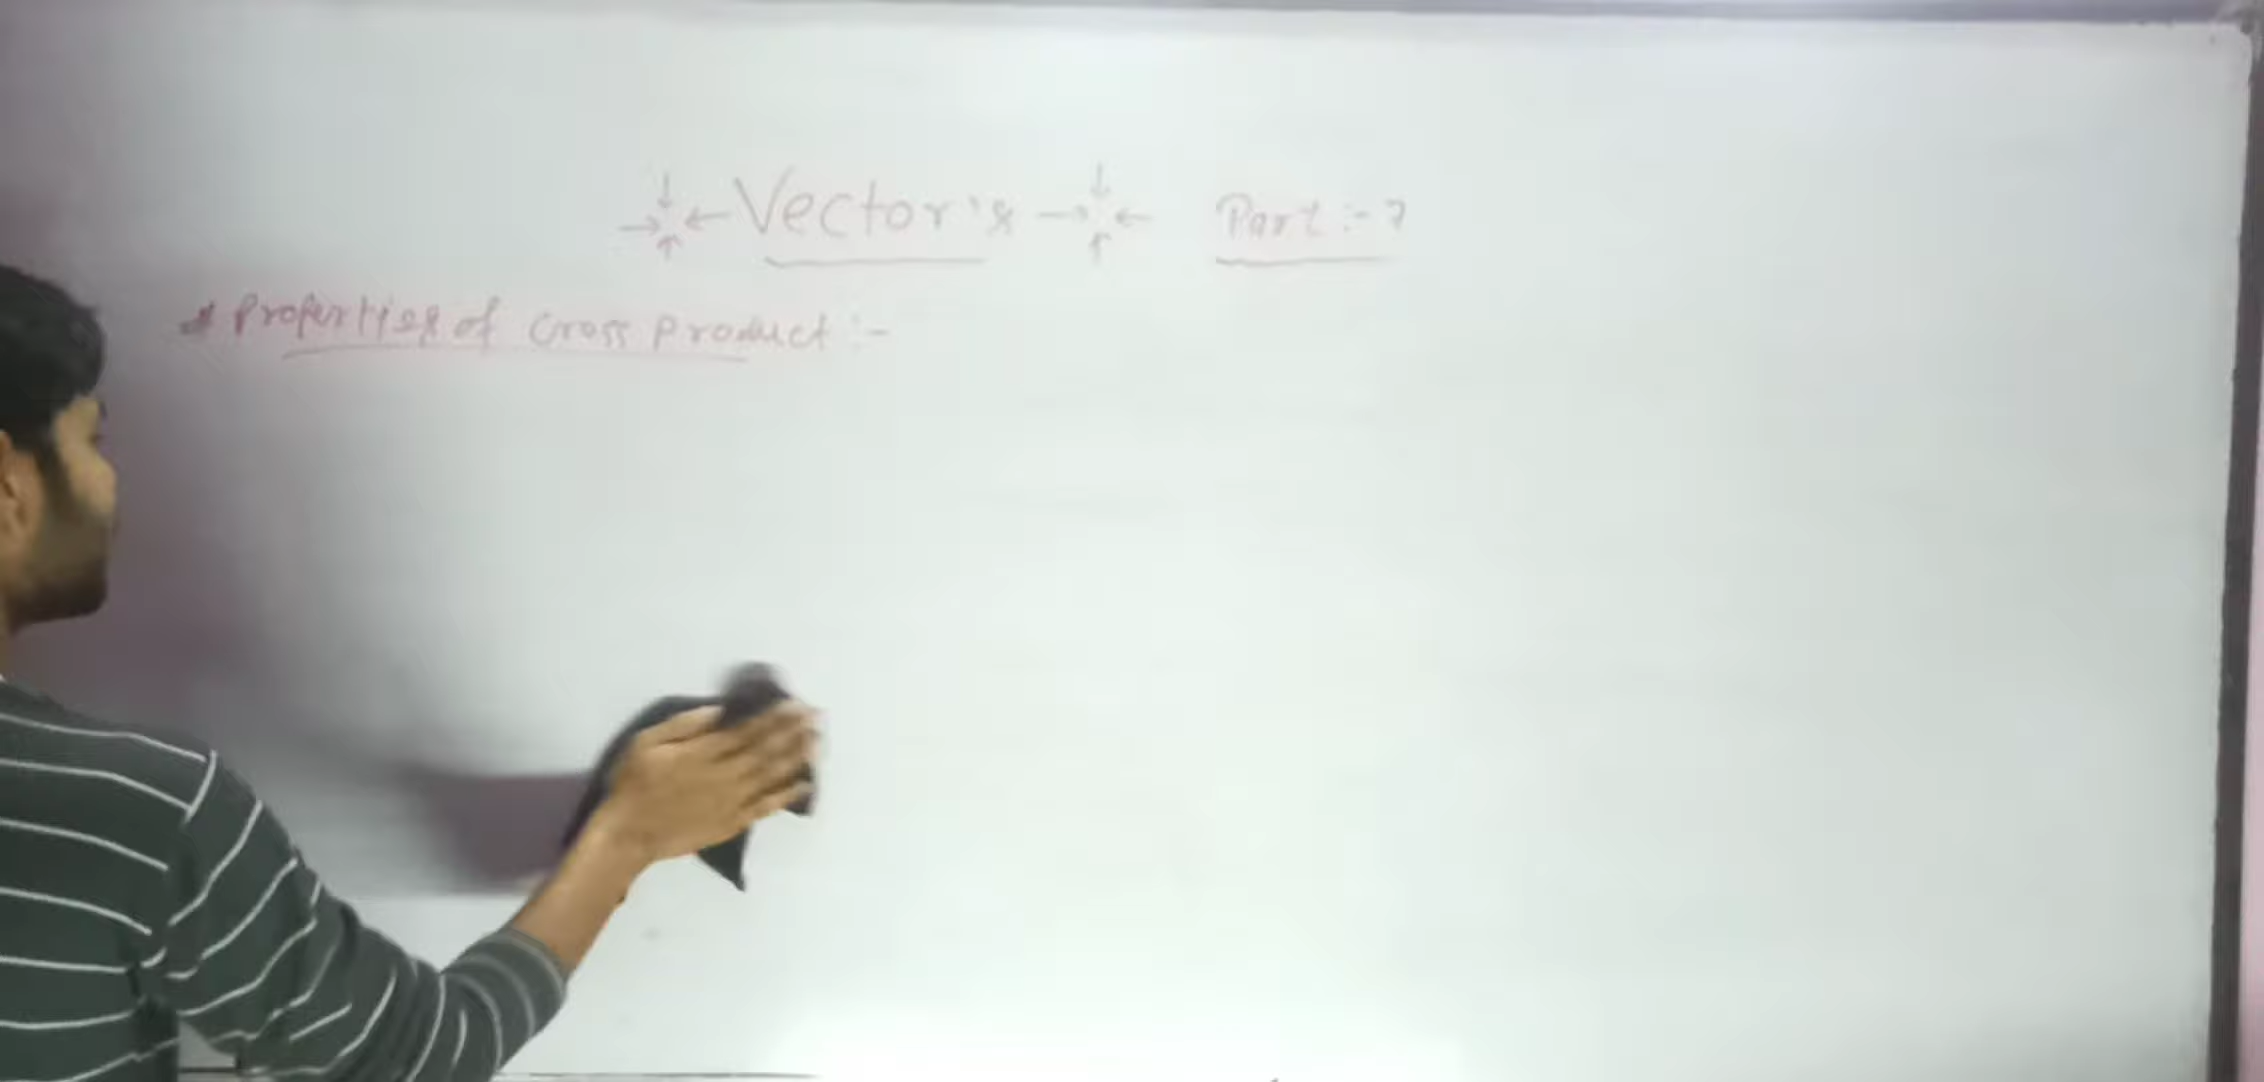 Vector's Part :- 7
* Properties of cross product :-